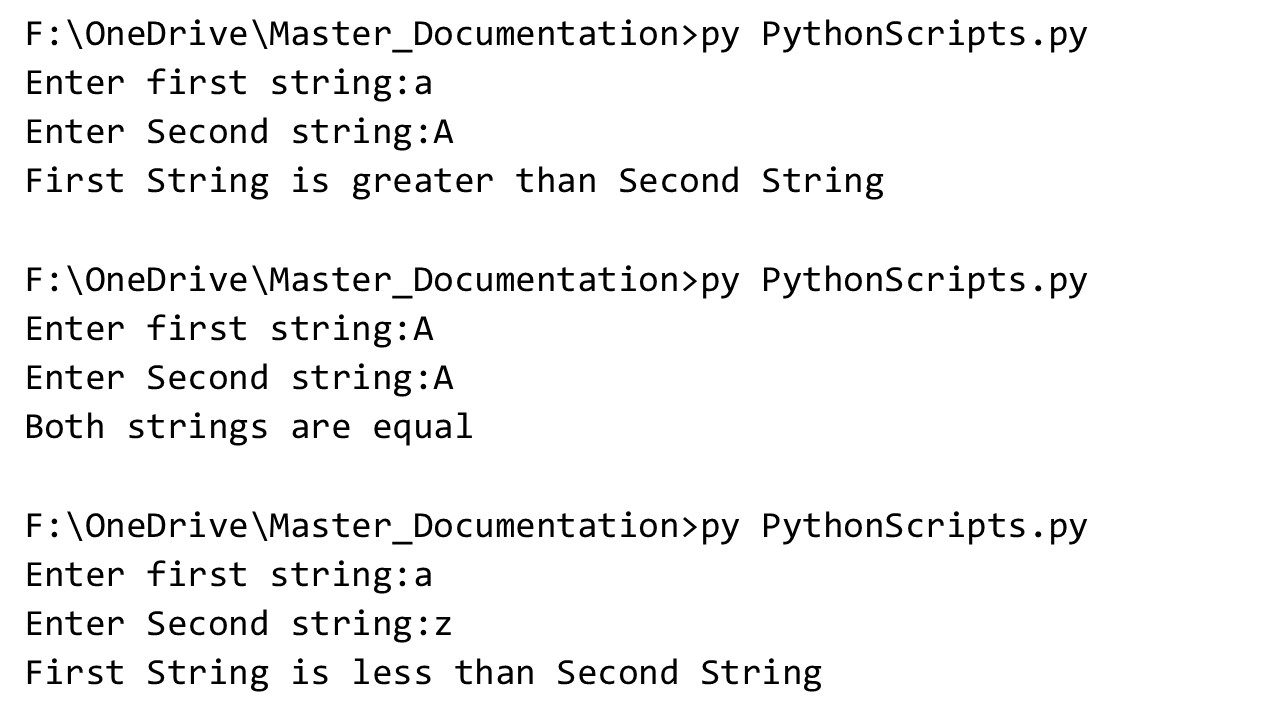 F:\OneDrive\Master_Documentation>py PythonScripts.py
Enter first string:a
Enter Second string:A
First String is greater than Second String
F:\OneDrive\Master_Documentation>py PythonScripts.py
Enter first string:A
Enter Second string:A
Both strings are equal
F:\OneDrive\Master_Documentation>py PythonScripts.py
Enter first string:a
Enter Second string:z
First String is less than Second String